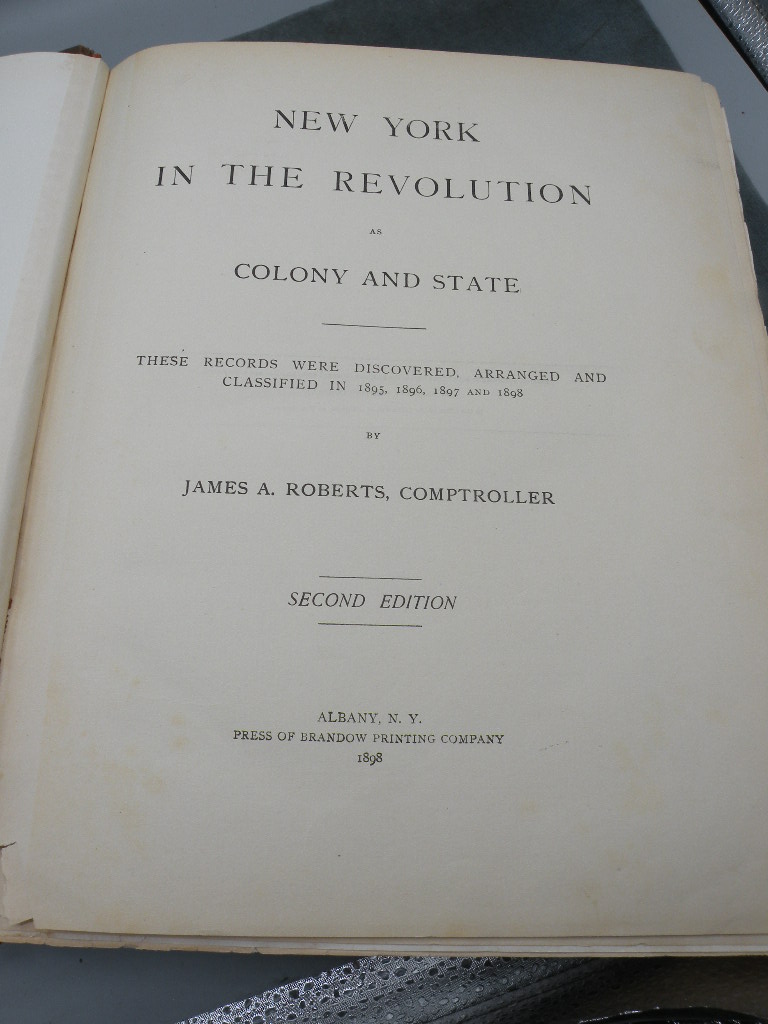 NEW YORK
IN THE REVOLUTION
AS
COLONY AND STATE
THESE RECORDS WERE DISCOVERED, ARRANGED AND
CLASSIFIED IN 1895, 1896, 1897 AND 1898
BY
JAMES A. ROBERTS, COMPTROLLER
SECOND EDITION
ALBANY, N. Y.
PRESS OF BRANDOW PRINTING COMPANY
1898